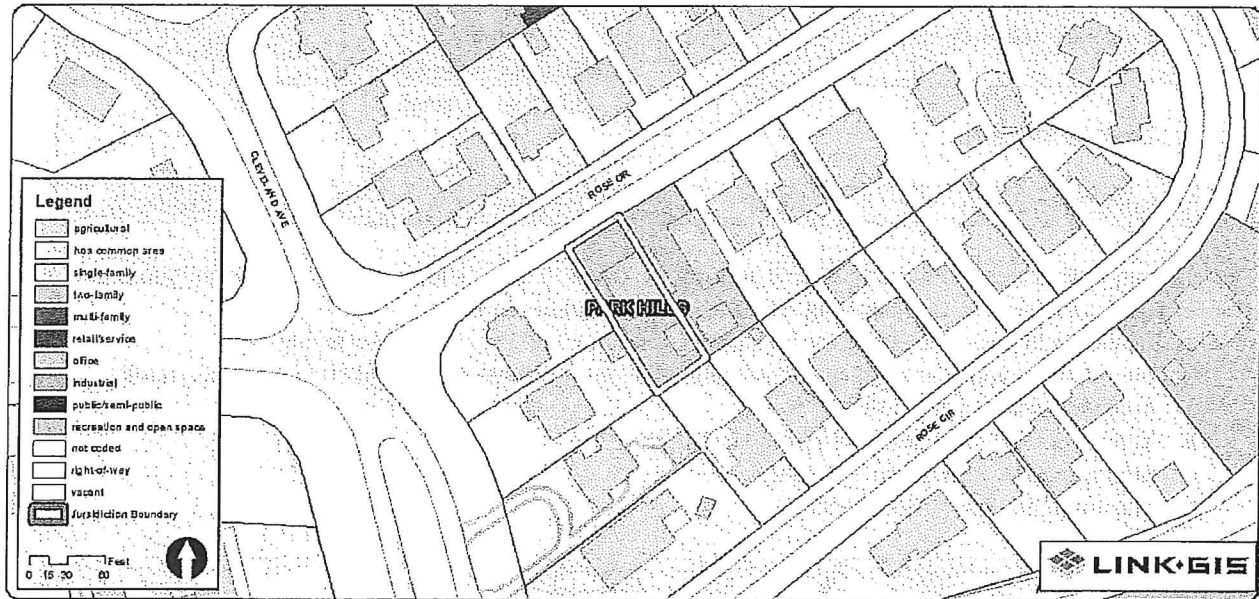 CLEVELAND AVE
ROSE DR
PARK HILLS
ROSE CIR
Legend
agricultural
hoa common area
single-family
two-family
multi-family
retail/service
office
industrial
public/semi-public
recreation and open space
not coded
right-of-way
vacant
Jurisdiction Boundary
Feet
0 15 30 60
LINK-GIS